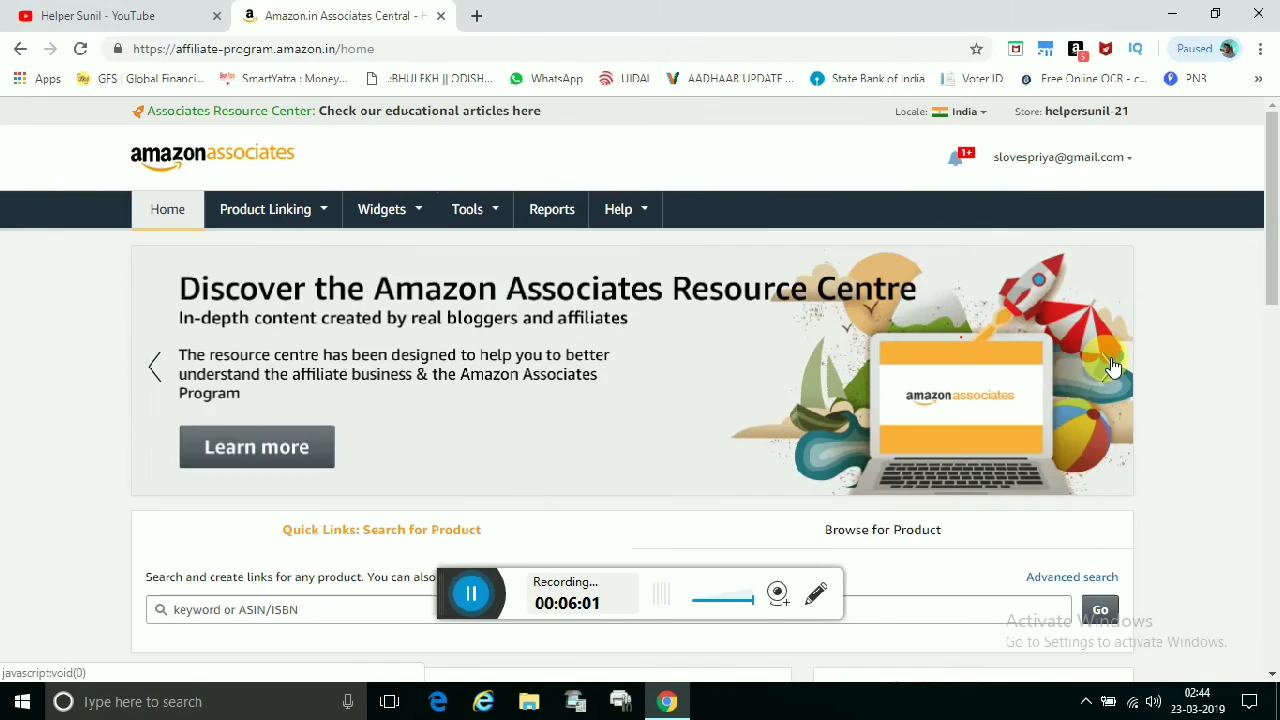 Helper Sunil - YouTube
Amazon.in Associates Central - H
https://affiliate-program.amazon.in/home
Paused
Apps
GFS | Global Financi...
SmartYatra : Money...
:BHULEKH || ODISH...
WhatsApp
UIDAI
AADHAAR UPDATE ...
State Bank of India
Voter ID
Free Online OCR - c...
PNB
»
Associates Resource Center: Check our educational articles here
Locale: India
Store: helpersunil-21
amazonassociates
1+
slovespriya@gmail.com
Home
Product Linking
Widgets
Tools
Reports
Help
Discover the Amazon Associates Resource Centre
In-depth content created by real bloggers and affiliates
The resource centre has been designed to help you to better
understand the affiliate business & the Amazon Associates
Program
Learn more
amazonassociates
Quick Links: Search for Product
Browse for Product
Search and create links for any product. You can also
Advanced search
keyword or ASIN/ISBN
Go
Recording...
00:06:01
Activate Windows
Go to Settings to activate Windows.
javascript:void(0)
Type here to search
02:44
23-03-2019